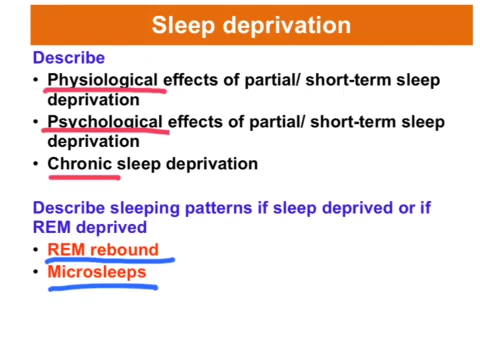 Sleep deprivation
Describe
• Physiological effects of partial/ short-term sleep
deprivation
• Psychological effects of partial/ short-term sleep
deprivation
• Chronic sleep deprivation
Describe sleeping patterns if sleep deprived or if
REM deprived
• REM rebound
• Microsleeps